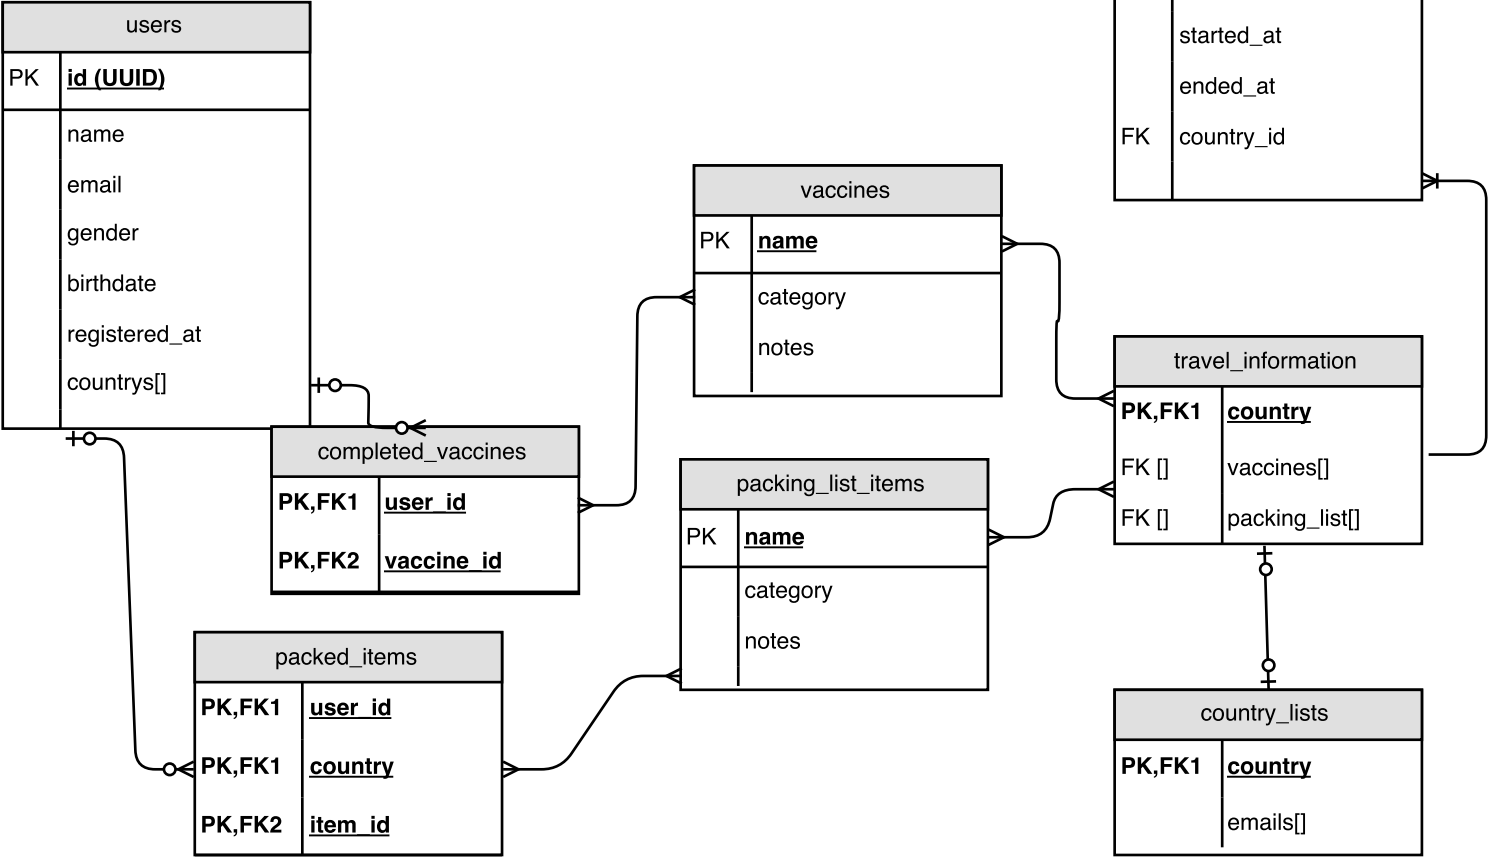 users
PK id (UUID)
name
email
gender
birthdate
registered_at
countrys[]
started_at
ended_at
FK country_id
vaccines
PK name
category
notes
travel_information
PK,FK1 country
FK [] vaccines[]
FK [] packing_list[]
completed_vaccines
PK,FK1 user_id
PK,FK2 vaccine_id
packing_list_items
PK name
category
notes
packed_items
PK,FK1 user_id
PK,FK1 country
PK,FK2 item_id
country_lists
PK,FK1 country
emails[]